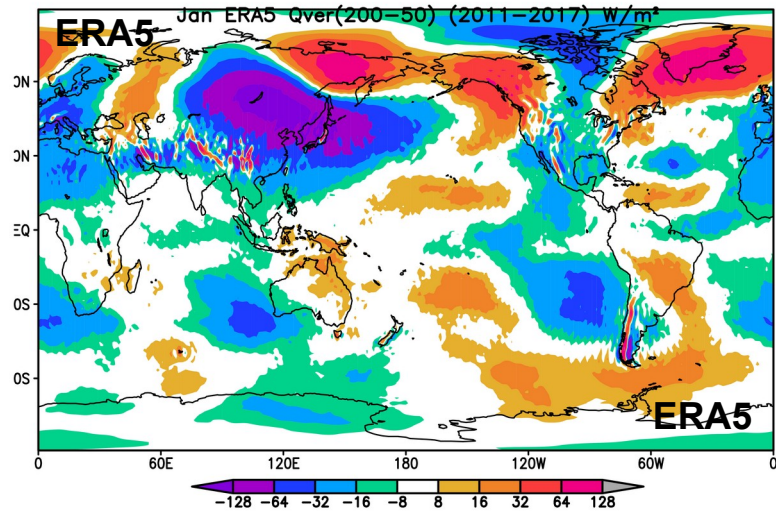 Jan ERA5 Qver(200-50) (2011-2017) W/m²
ERA5
ON
ON
EQ
0S
0S
ERA5
0 60E 120E 180 120W 60W 0
-128 -64 -32 -16 -8 8 16 32 64 128